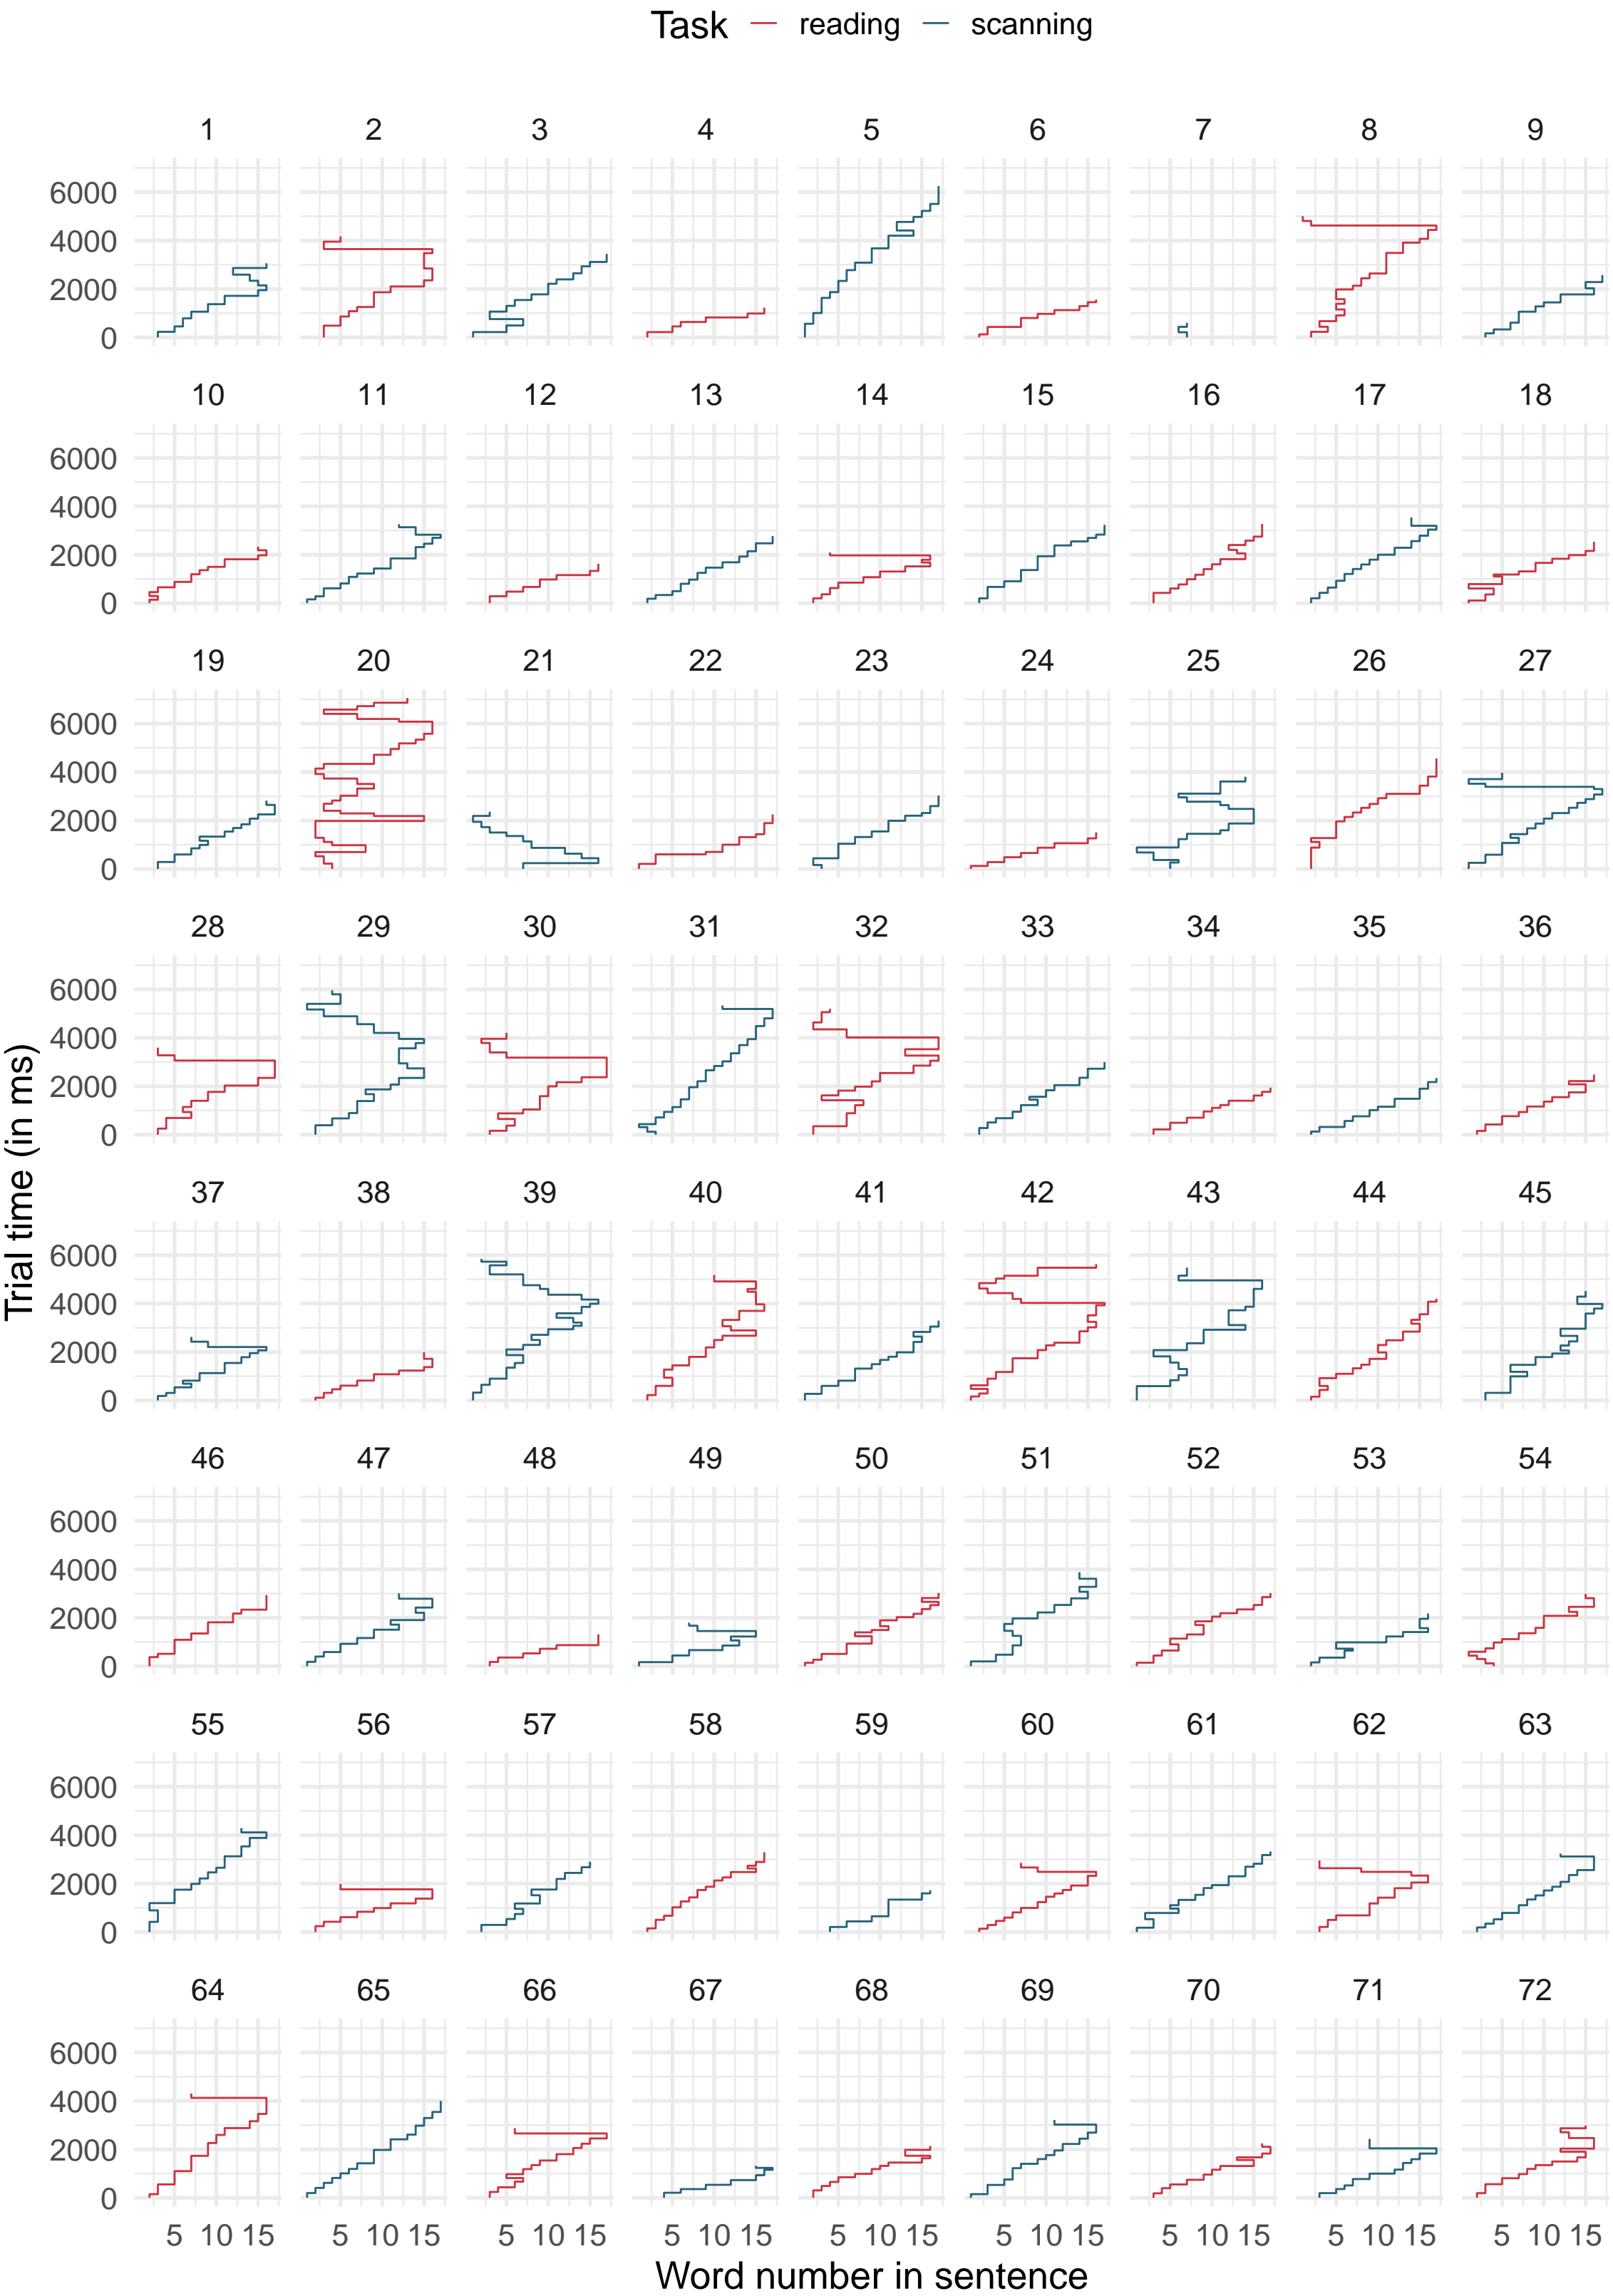 Task reading scanning
1 2 3 4 5 6 7 8 9
6000
4000
2000
0
10 11 12 13 14 15 16 17 18
6000
4000
2000
0
19 20 21 22 23 24 25 26 27
6000
4000
2000
0
28 29 30 31 32 33 34 35 36
6000
4000
2000
0
Trial time (in ms)
37 38 39 40 41 42 43 44 45
6000
4000
2000
0
46 47 48 49 50 51 52 53 54
6000
4000
2000
0
55 56 57 58 59 60 61 62 63
6000
4000
2000
0
64 65 66 67 68 69 70 71 72
6000
4000
2000
0
5 10 15 5 10 15 5 10 15 5 10 15 5 10 15 5 10 15 5 10 15 5 10 15 5 10 15
Word number in sentence